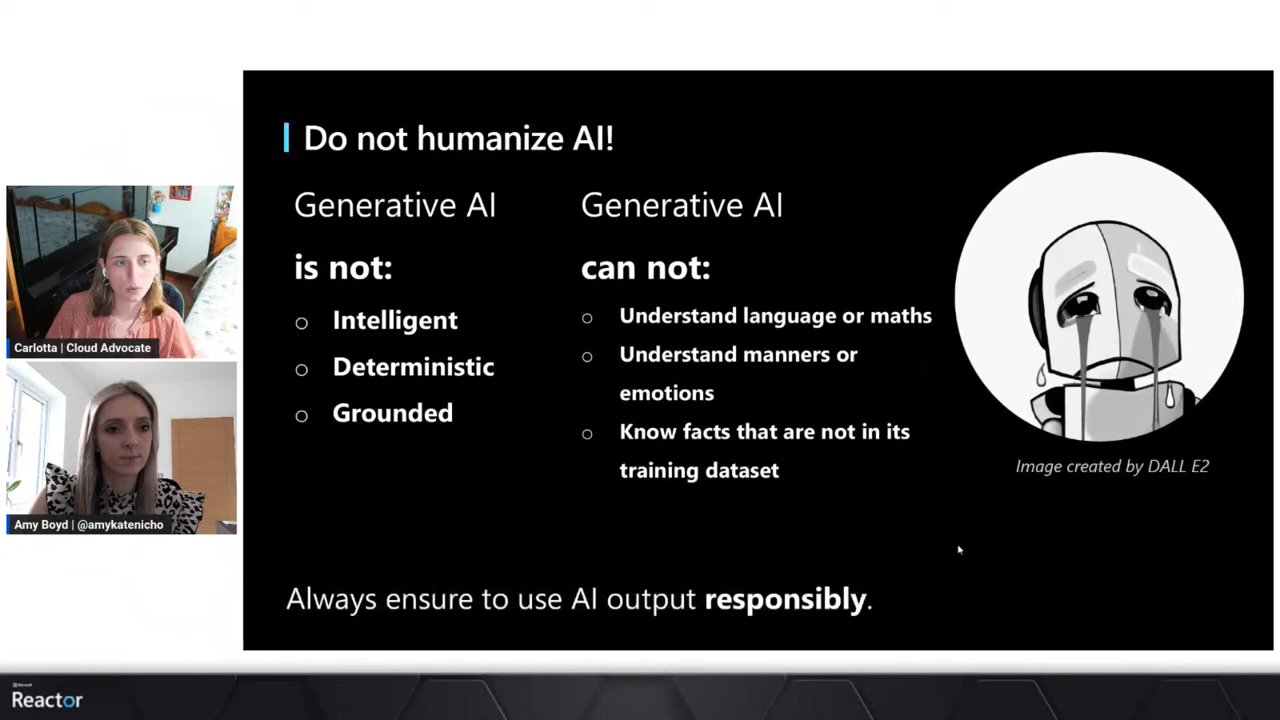 Do not humanize AI!
Generative AI
is not:
Intelligent
Deterministic
Grounded
Generative AI
can not:
Understand language or maths
Understand manners or
emotions
Know facts that are not in its
training dataset
Image created by DALL E2
Always ensure to use AI output responsibly.
Carlotta | Cloud Advocate
Amy Boyd | @amykatenicho
Microsoft
Reactor